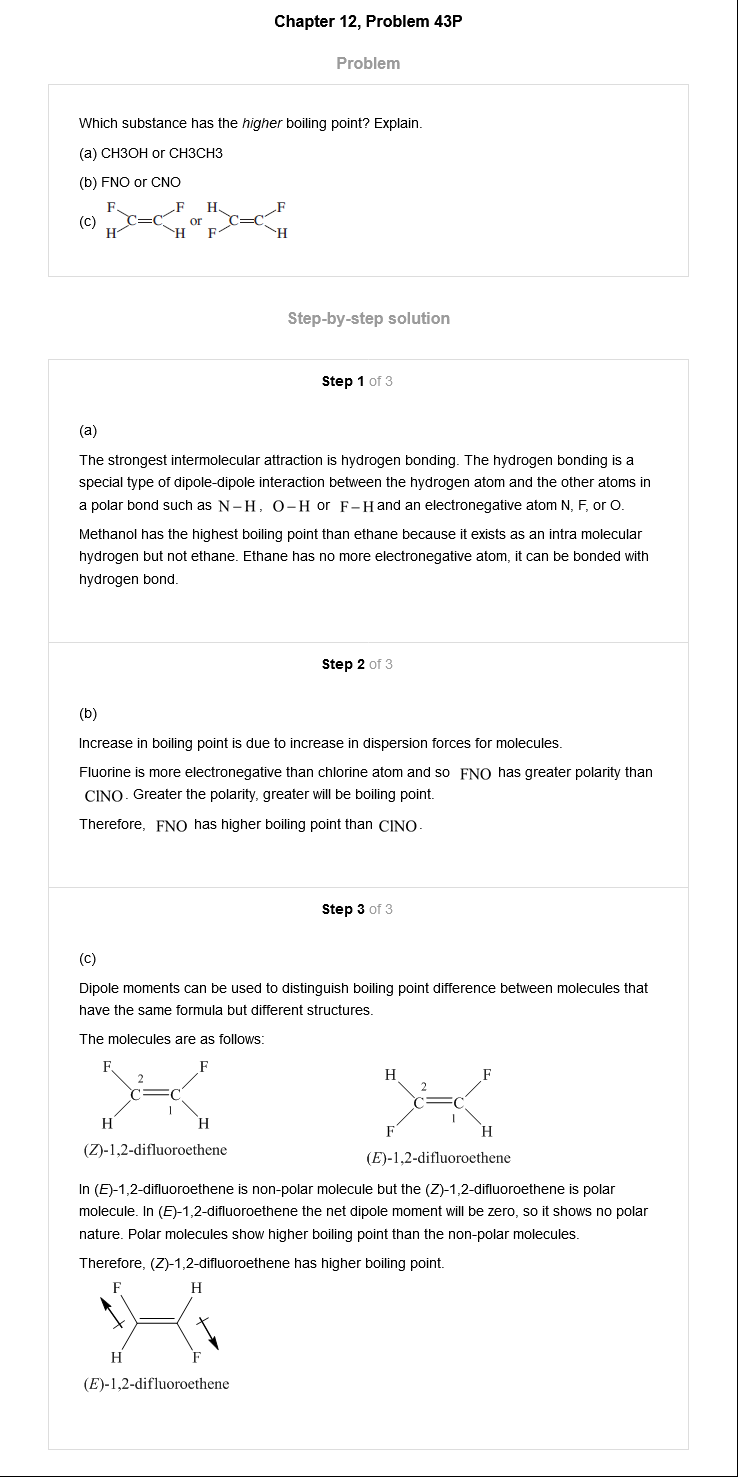 Chapter 12, Problem 43P
Problem
Which substance has the higher boiling point? Explain.
(a) CH3OH or CH3CH3
(b) FNO or CNO
(c) F H C=C F H or H F C=C F H
Step-by-step solution
Step 1 of 3
(a)
The strongest intermolecular attraction is hydrogen bonding. The hydrogen bonding is a
special type of dipole-dipole interaction between the hydrogen atom and the other atoms in
a polar bond such as N–H, O–H or F–H and an electronegative atom N, F, or O.
Methanol has the highest boiling point than ethane because it exists as an intra molecular
hydrogen but not ethane. Ethane has no more electronegative atom, it can be bonded with
hydrogen bond.
Step 2 of 3
(b)
Increase in boiling point is due to increase in dispersion forces for molecules.
Fluorine is more electronegative than chlorine atom and so FNO has greater polarity than
ClNO. Greater the polarity, greater will be boiling point.
Therefore, FNO has higher boiling point than ClNO.
Step 3 of 3
(c)
Dipole moments can be used to distinguish boiling point difference between molecules that
have the same formula but different structures.
The molecules are as follows:
F F
2
C=C
1
H H
(Z)-1,2-difluoroethene
H F
2
C=C
1
F H
(E)-1,2-difluoroethene
In (E)-1,2-difluoroethene is non-polar molecule but the (Z)-1,2-difluoroethene is polar
molecule. In (E)-1,2-difluoroethene the net dipole moment will be zero, so it shows no polar
nature. Polar molecules show higher boiling point than the non-polar molecules.
Therefore, (Z)-1,2-difluoroethene has higher boiling point.
F H
H F
(E)-1,2-difluoroethene